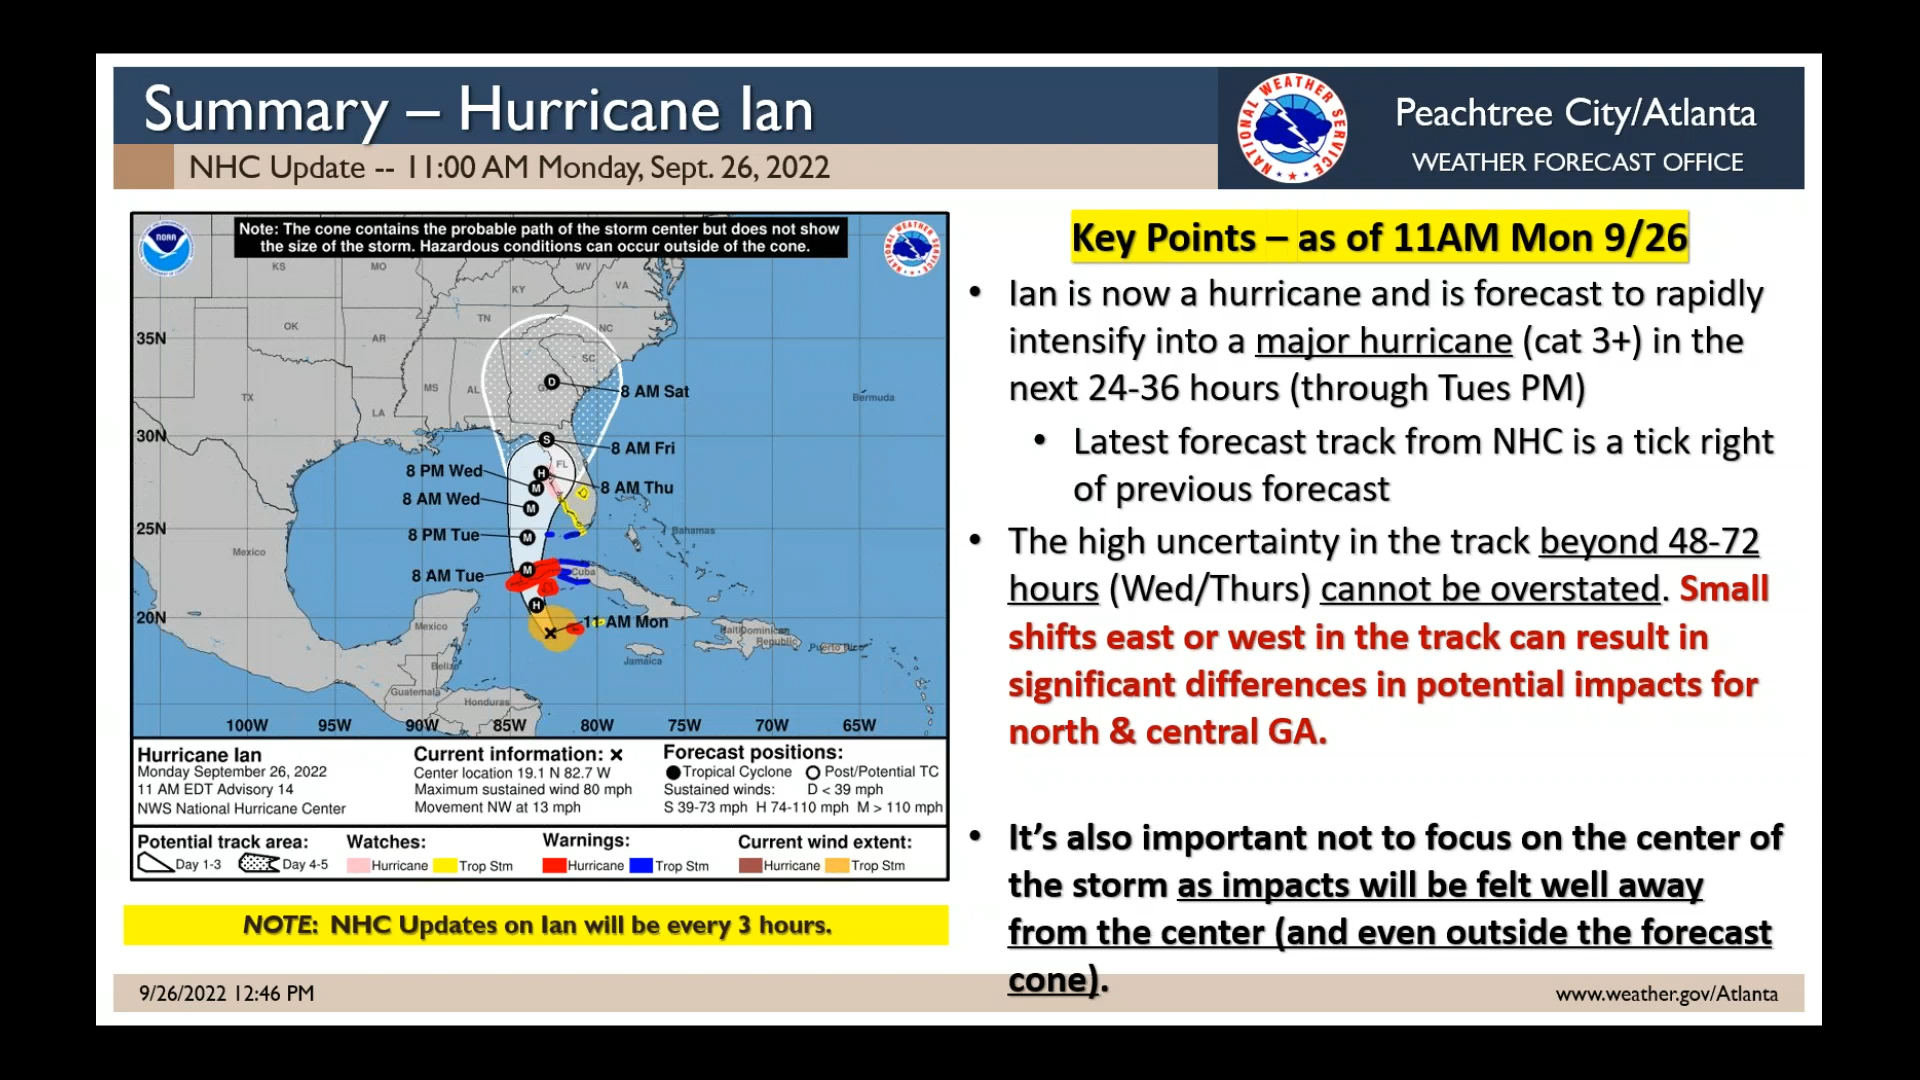 Summary – Hurricane Ian
NHC Update -- 11:00 AM Monday, Sept. 26, 2022
NATIONAL WEATHER SERVICE
Peachtree City/Atlanta
WEATHER FORECAST OFFICE
Note: The cone contains the probable path of the storm center but does not show
the size of the storm. Hazardous conditions can occur outside of the cone.
NOAA
KS
MO
WV
VA
KY
OK
TN
NC
35N
AR
SC
MS
AL
G
8 AM Sat
D
TX
Bermuda
LA
30N
S
8 AM Fri
FL
8 PM Wed
H
8 AM Thu
M
8 AM Wed
M
25N
Bahamas
8 PM Tue
M
Mexico
8 AM Tue
M
Cuba
H
20N
11 AM Mon
Mexico
Haiti
Dominican
Republic
Puerto Rico
Jamaica
Belize
Guatemala
Honduras
100W 95W 90W 85W 80W 75W 70W 65W
Hurricane Ian
Monday September 26, 2022
11 AM EDT Advisory 14
NWS National Hurricane Center
Current information: x
Center location 19.1 N 82.7 W
Maximum sustained wind 80 mph
Movement NW at 13 mph
Forecast positions:
Tropical Cyclone Post/Potential TC
Sustained winds: D < 39 mph
S 39-73 mph H 74-110 mph M > 110 mph
Potential track area:
Day 1-3 Day 4-5
Watches:
Hurricane Trop Stm
Warnings:
Hurricane Trop Stm
Current wind extent:
Hurricane Trop Stm
NOTE: NHC Updates on Ian will be every 3 hours.
Key Points – as of 11AM Mon 9/26
• Ian is now a hurricane and is forecast to rapidly
intensify into a major hurricane (cat 3+) in the
next 24-36 hours (through Tues PM)
• Latest forecast track from NHC is a tick right
of previous forecast
• The high uncertainty in the track beyond 48-72
hours (Wed/Thurs) cannot be overstated. Small
shifts east or west in the track can result in
significant differences in potential impacts for
north & central GA.
• It's also important not to focus on the center of
the storm as impacts will be felt well away
from the center (and even outside the forecast
cone).
9/26/2022 12:46 PM
www.weather.gov/Atlanta